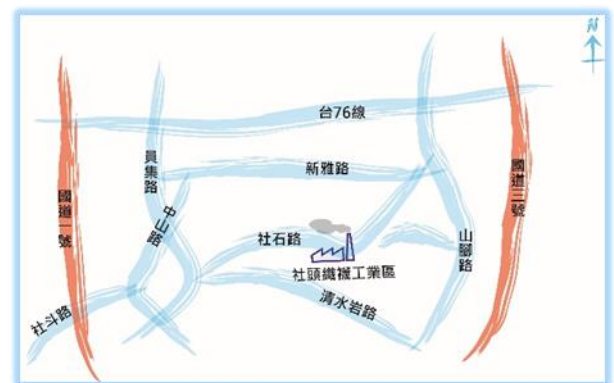 北
台76線
員集路
新雅路
國道一號
國道三號
中山路
社石路
山腳路
社頭織襪工業區
清水岩路
社斗路